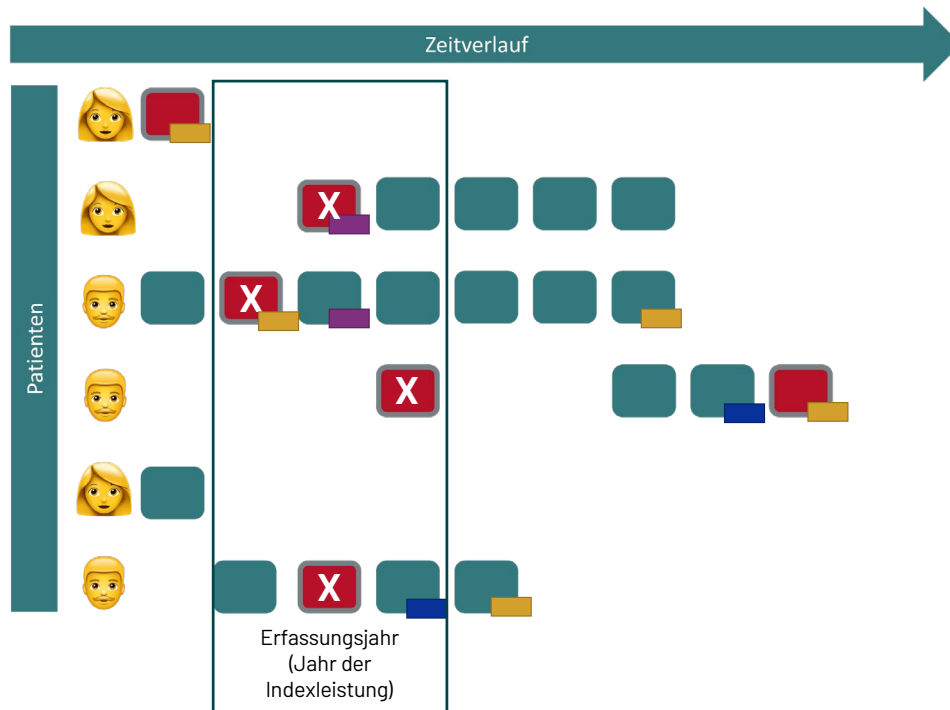 Zeitverlauf
Patienten
X
X
X
X
Erfassungsjahr
(Jahr der
Indexleistung)